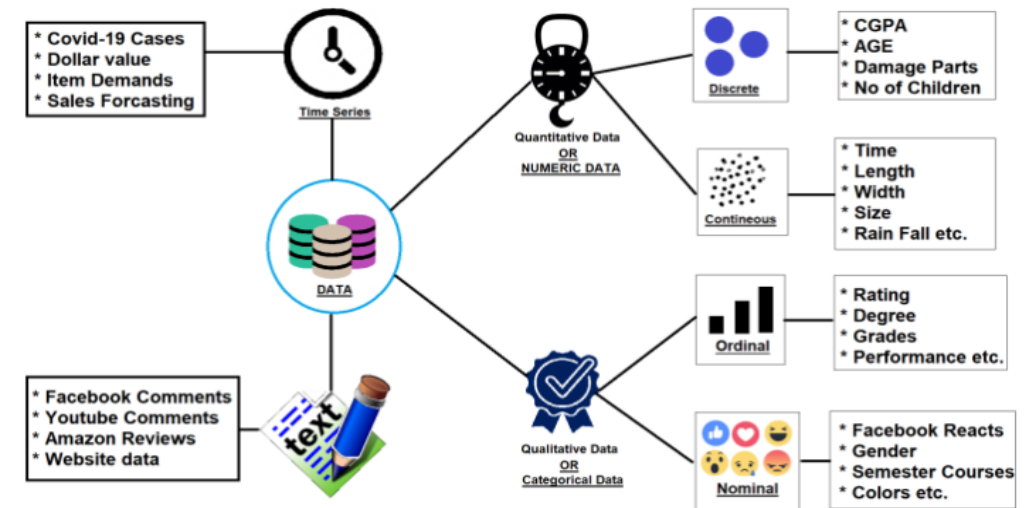 * Covid-19 Cases
* Dollar value
* Item Demands
* Sales Forcasting
Time Series
Quantitative Data
OR
NUMERIC DATA
Discrete
* CGPA
* AGE
* Damage Parts
* No of Children
Contineous
* Time
* Length
* Width
* Size
* Rain Fall etc.
DATA
* Facebook Comments
* Youtube Comments
* Amazon Reviews
* Website data
text
Qualitative Data
OR
Categorical Data
Ordinal
* Rating
* Degree
* Grades
* Performance etc.
Nominal
* Facebook Reacts
* Gender
* Semester Courses
* Colors etc.